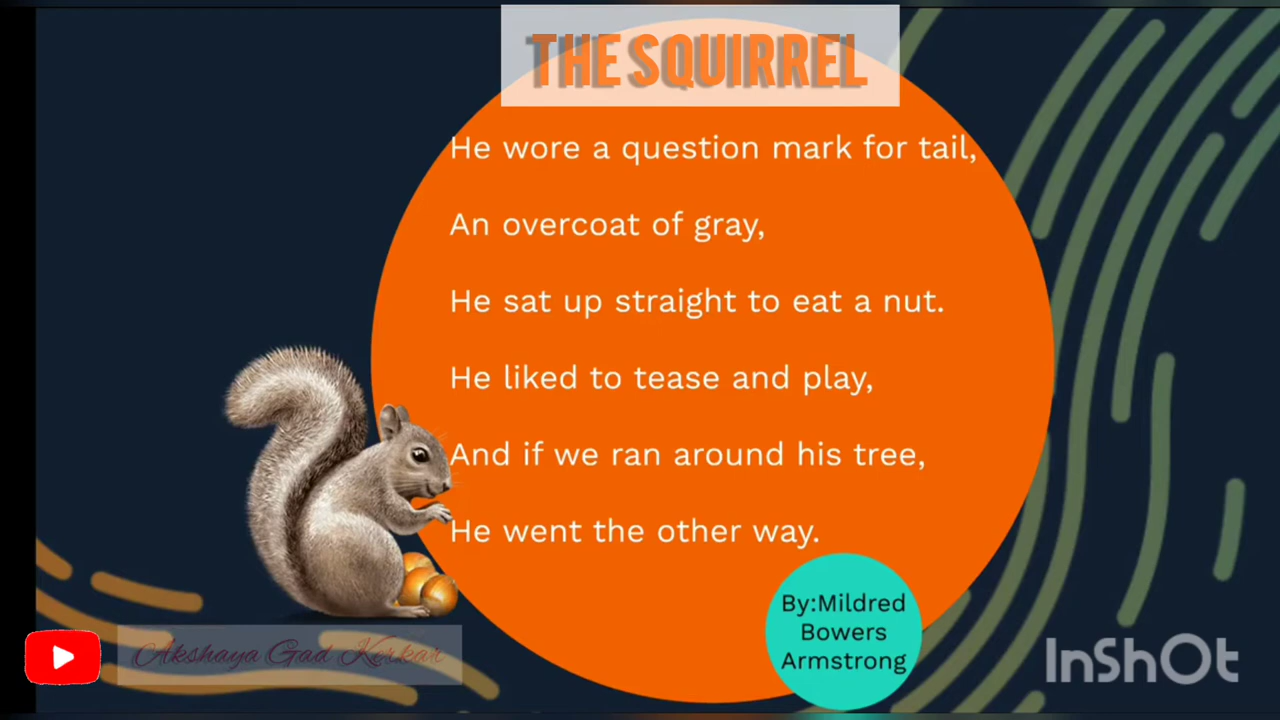 THE SQUIRREL
He wore a question mark for tail,
An overcoat of gray,
He sat up straight to eat a nut.
He liked to tease and play,
And if we ran around his tree,
He went the other way.
By:Mildred
Bowers
Armstrong
Akshaya Gad Kerkar
InShOt